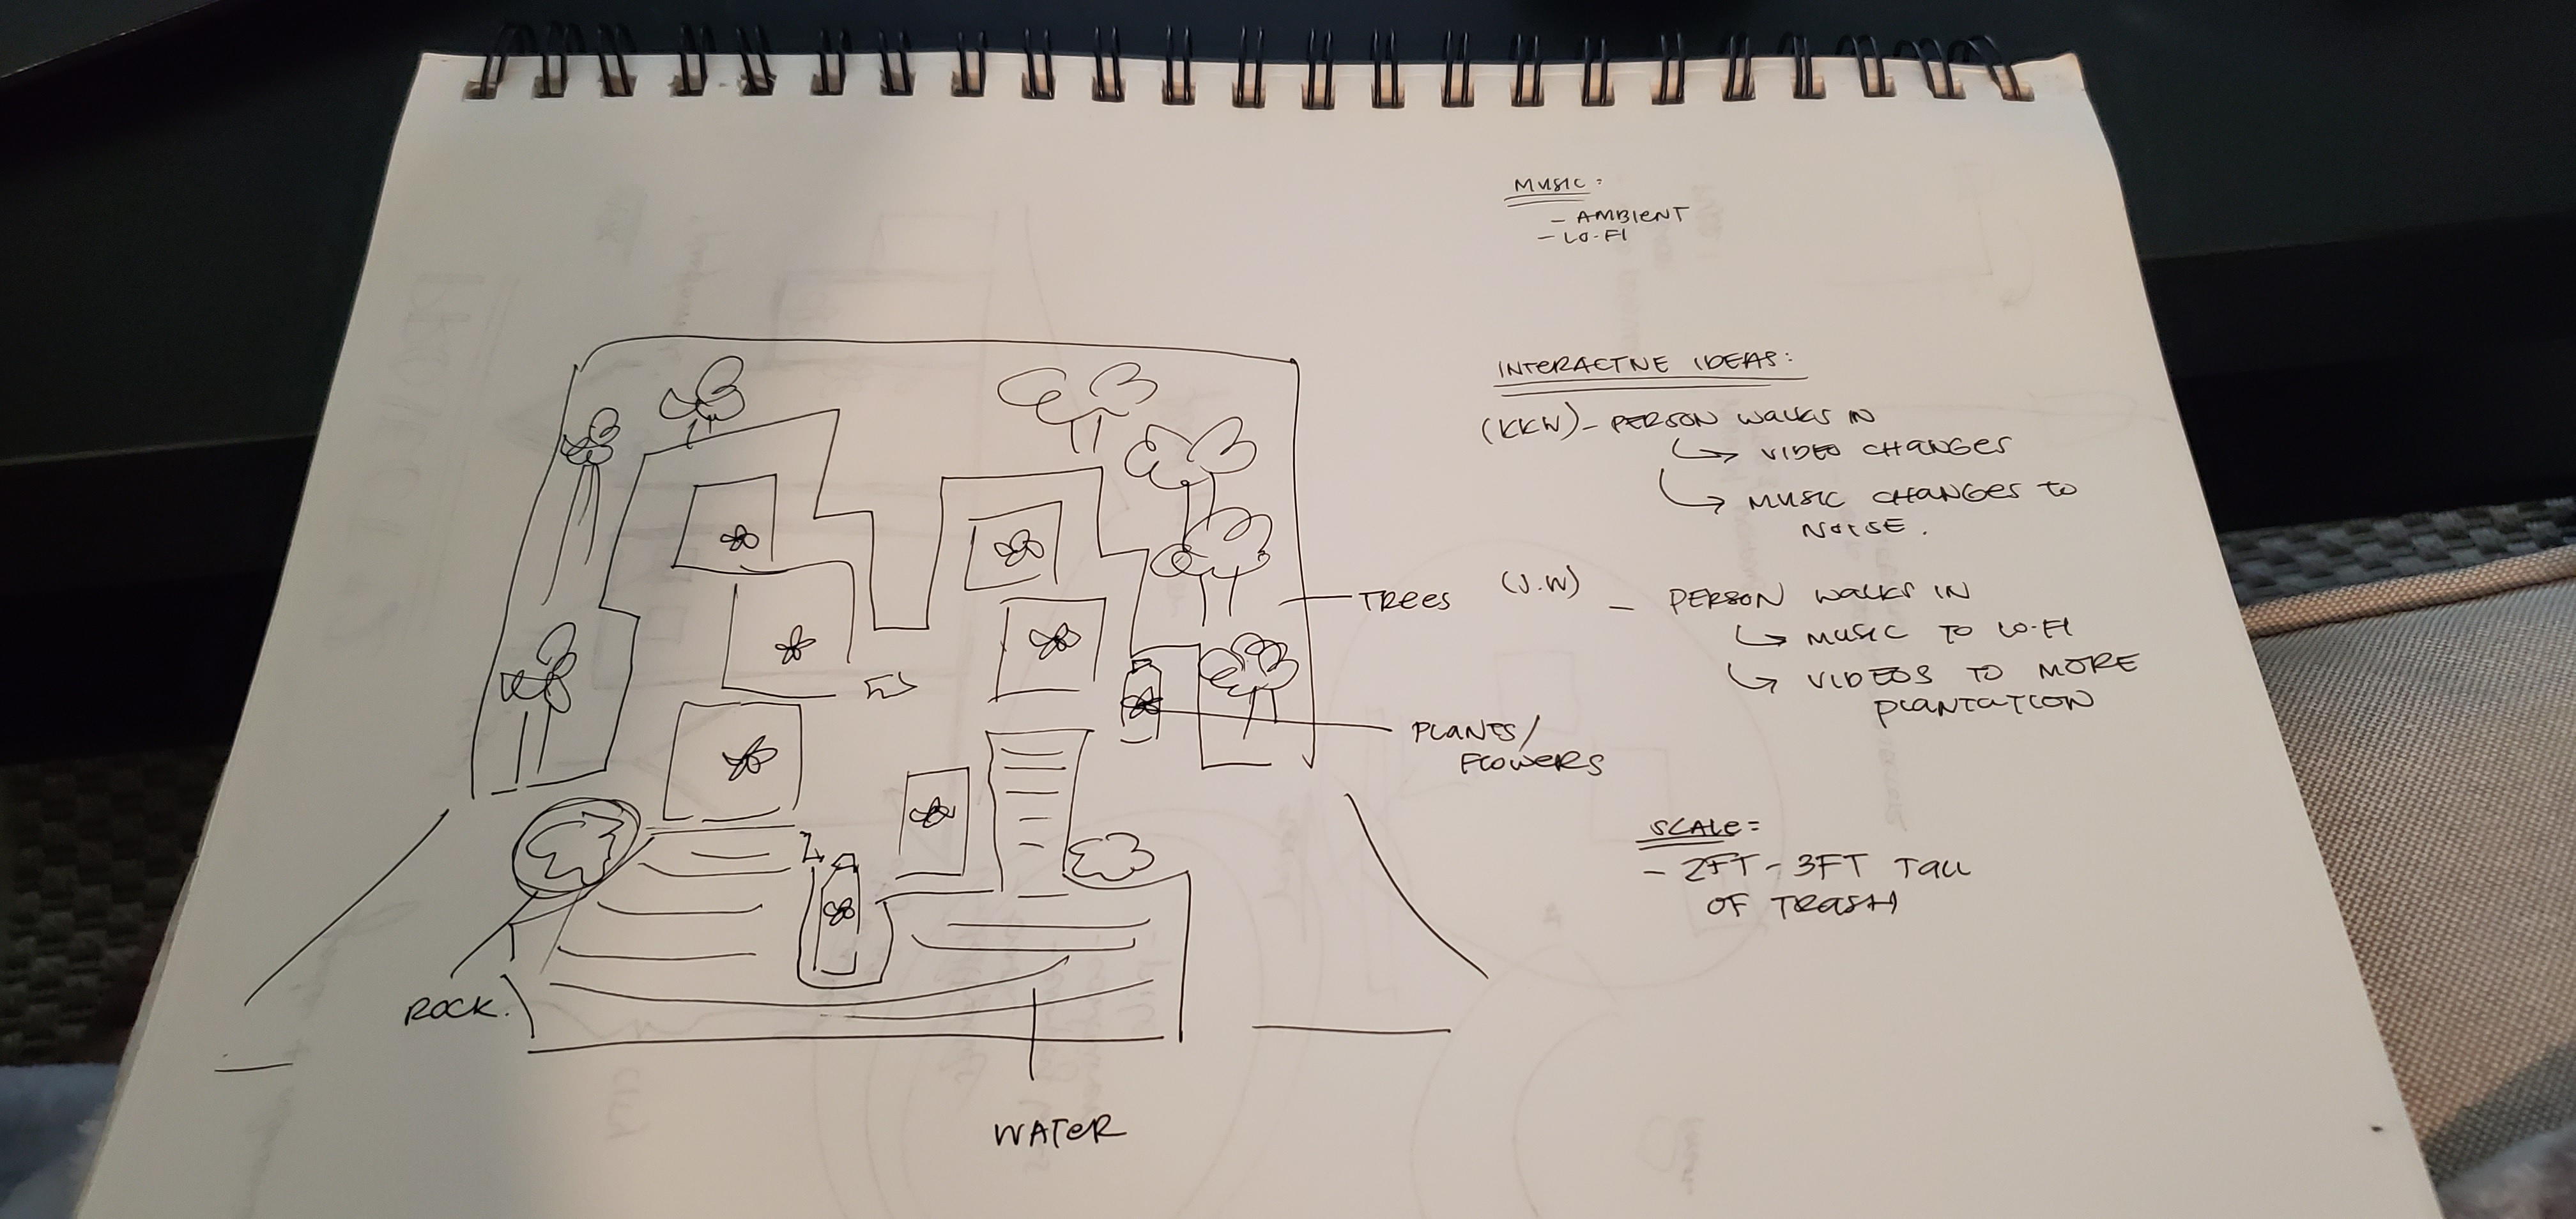 MUSIC:
- AMBIENT
- LO-FI
INTERACTIVE IDEAS:
(KKW) - PERSON WALKS IN
↳ VIDEO CHANGES
↳ MUSIC CHANGES TO
NOISE.
TREES
(J.W) - PERSON WALKS IN
↳ MUSIC TO LO-FI
↳ VIDEOS TO MORE
PLANTATION
PLANTS/
FLOWERS
SCALE:
- 2FT - 3FT TALL
OF TRASH
ROCK.
WATER